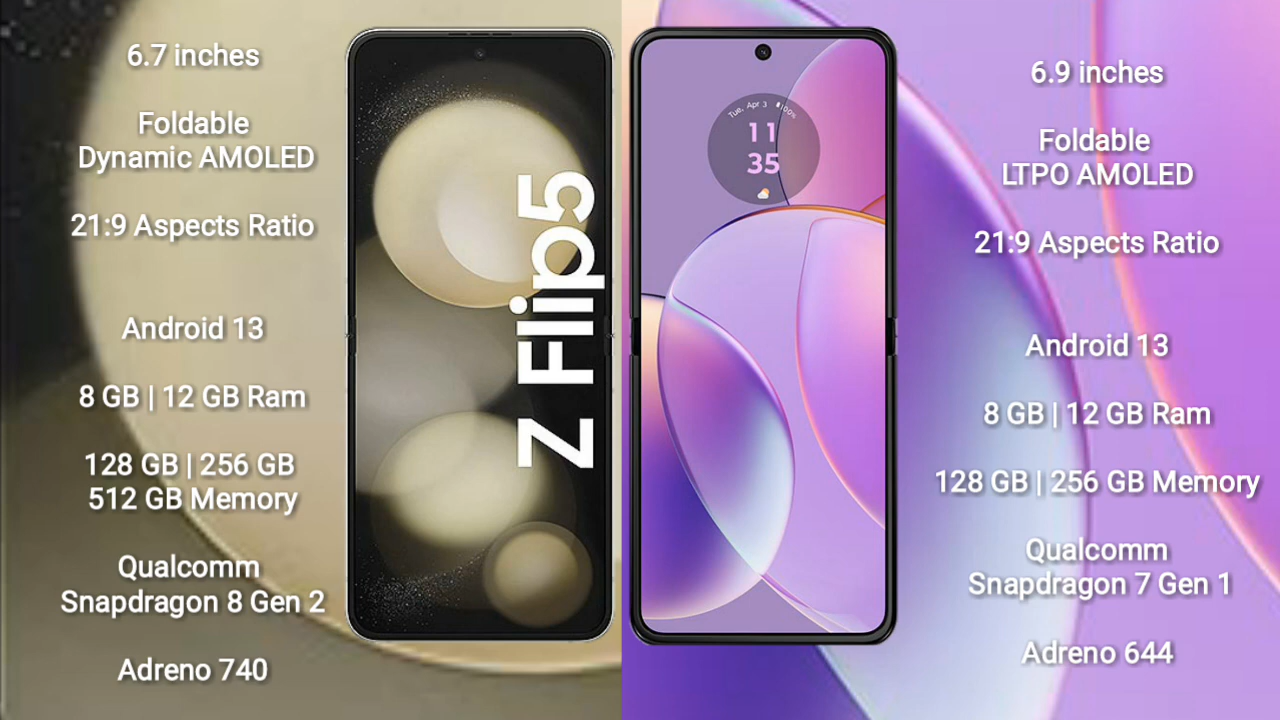 6.7 inches
Foldable
Dynamic AMOLED
21:9 Aspects Ratio
Android 13
8 GB | 12 GB Ram
128 GB | 256 GB
512 GB Memory
Qualcomm
Snapdragon 8 Gen 2
Adreno 740
Z Flip5
Tue, Apr 3 100%
11
35
6.9 inches
Foldable
LTPO AMOLED
21:9 Aspects Ratio
Android 13
8 GB | 12 GB Ram
128 GB | 256 GB Memory
Qualcomm
Snapdragon 7 Gen 1
Adreno 644